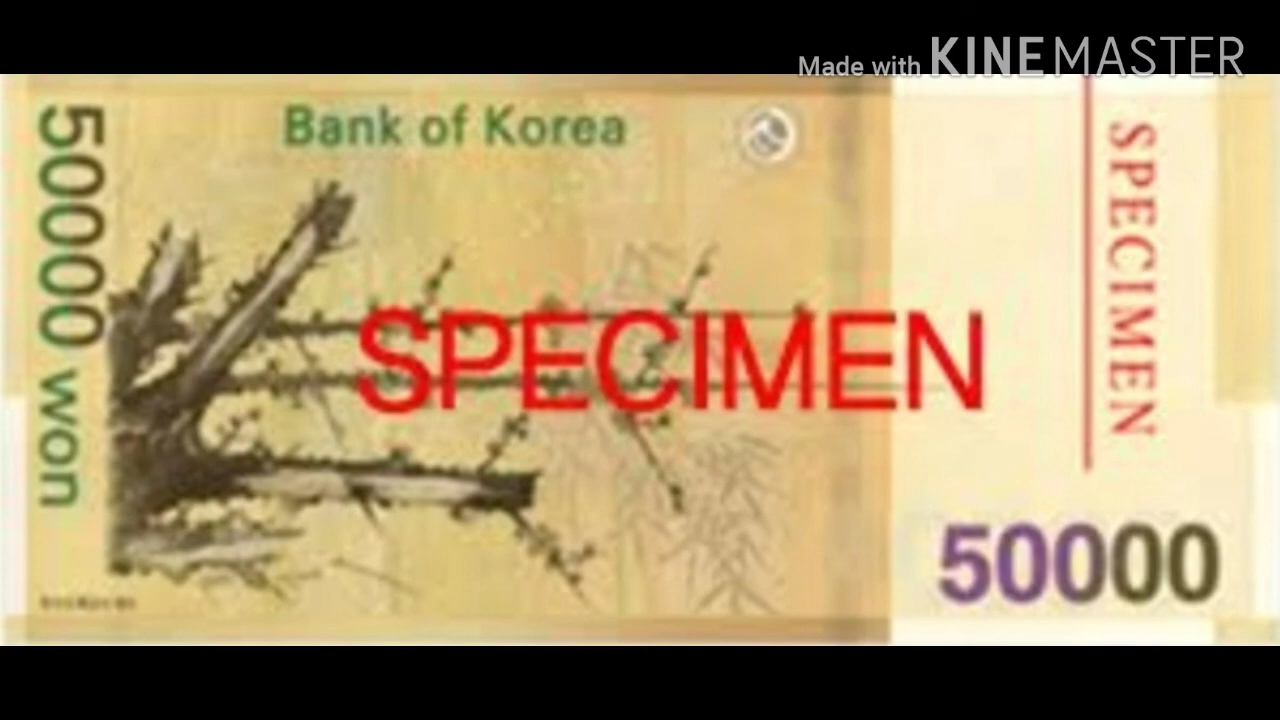 Made with KINEMASTER
Bank of Korea
50000 won
SPECIMEN
SPECIMEN
50000